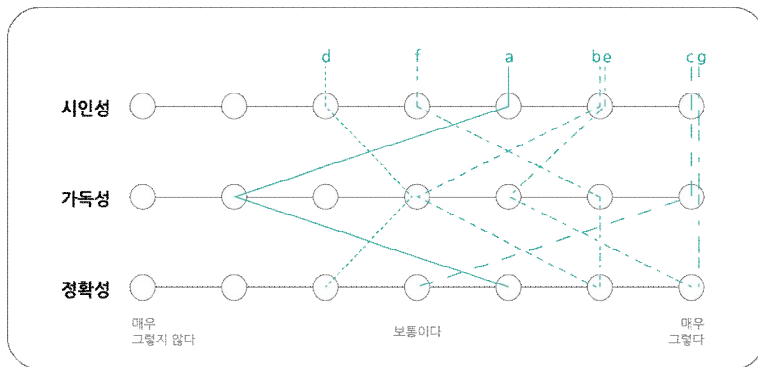 d f a b e c g
시인성
가독성
정확성
매우
그렇지 않다
보통이다
매우
그렇다